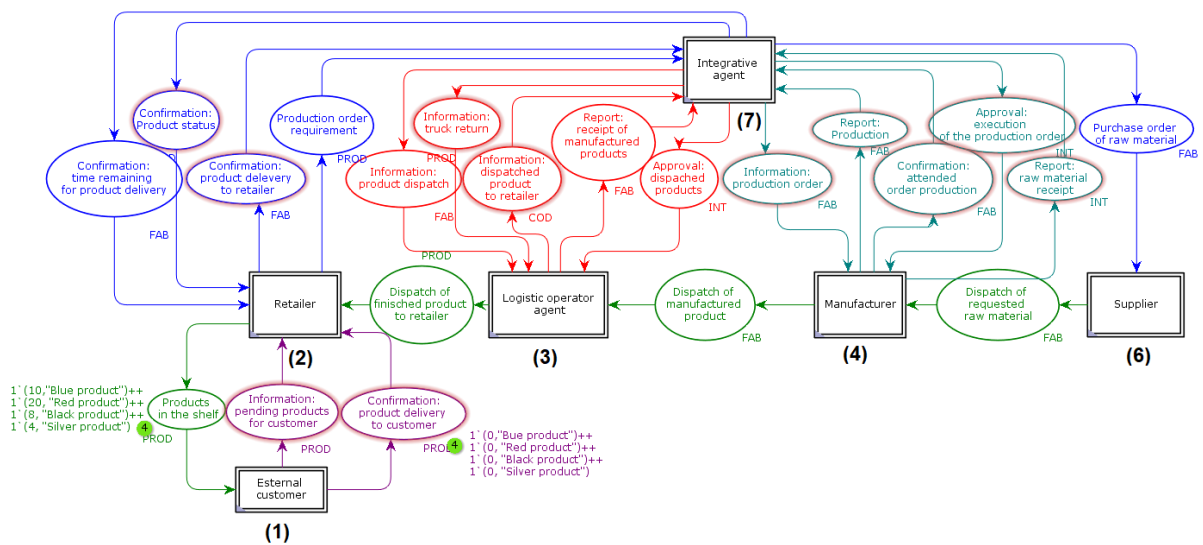 Integrative
agent
(7)
Confirmation:
Product status
PROD
Confirmation:
time remaining
for product delivery
FAB
Confirmation:
product delevery
to retailer
FAB
Production order
requirement
PROD
Information:
product dispatch
FAB
Information:
truck return
PROD
Information:
dispatched
product
to retailer
COD
Report:
receipt of
manufactured
products
FAB
Approval:
dispached
products
INT
Information:
production order
FAB
Report:
Production
FAB
Confirmation:
attended
order production
FAB
Approval:
execution
of the production order
INT
Report:
raw material
receipt
INT
Purchase order
of raw material
FAB
Retailer
(2)
Dispatch of
finisched product
to retailer
PROD
Logistic operator
agent
(3)
Dispatch of
manufactured
product
FAB
Manufacturer
(4)
Dispatch of
requested
raw material
FAB
Supplier
(6)
1`(10,"Blue product")++
1`(20, "Red product")++
1`(8, "Black product")++
1`(4, "Silver product")
4
Products
in the shelf
PROD
Information:
pending products
for customer
PROD
Confirmation:
product delivery
to customer
PROD
4
1`(0,"Bue product")++
1`(0, "Red product")++
1`(0, "Black product")++
1`(0, "Silver product")
Esternal
customer
(1)